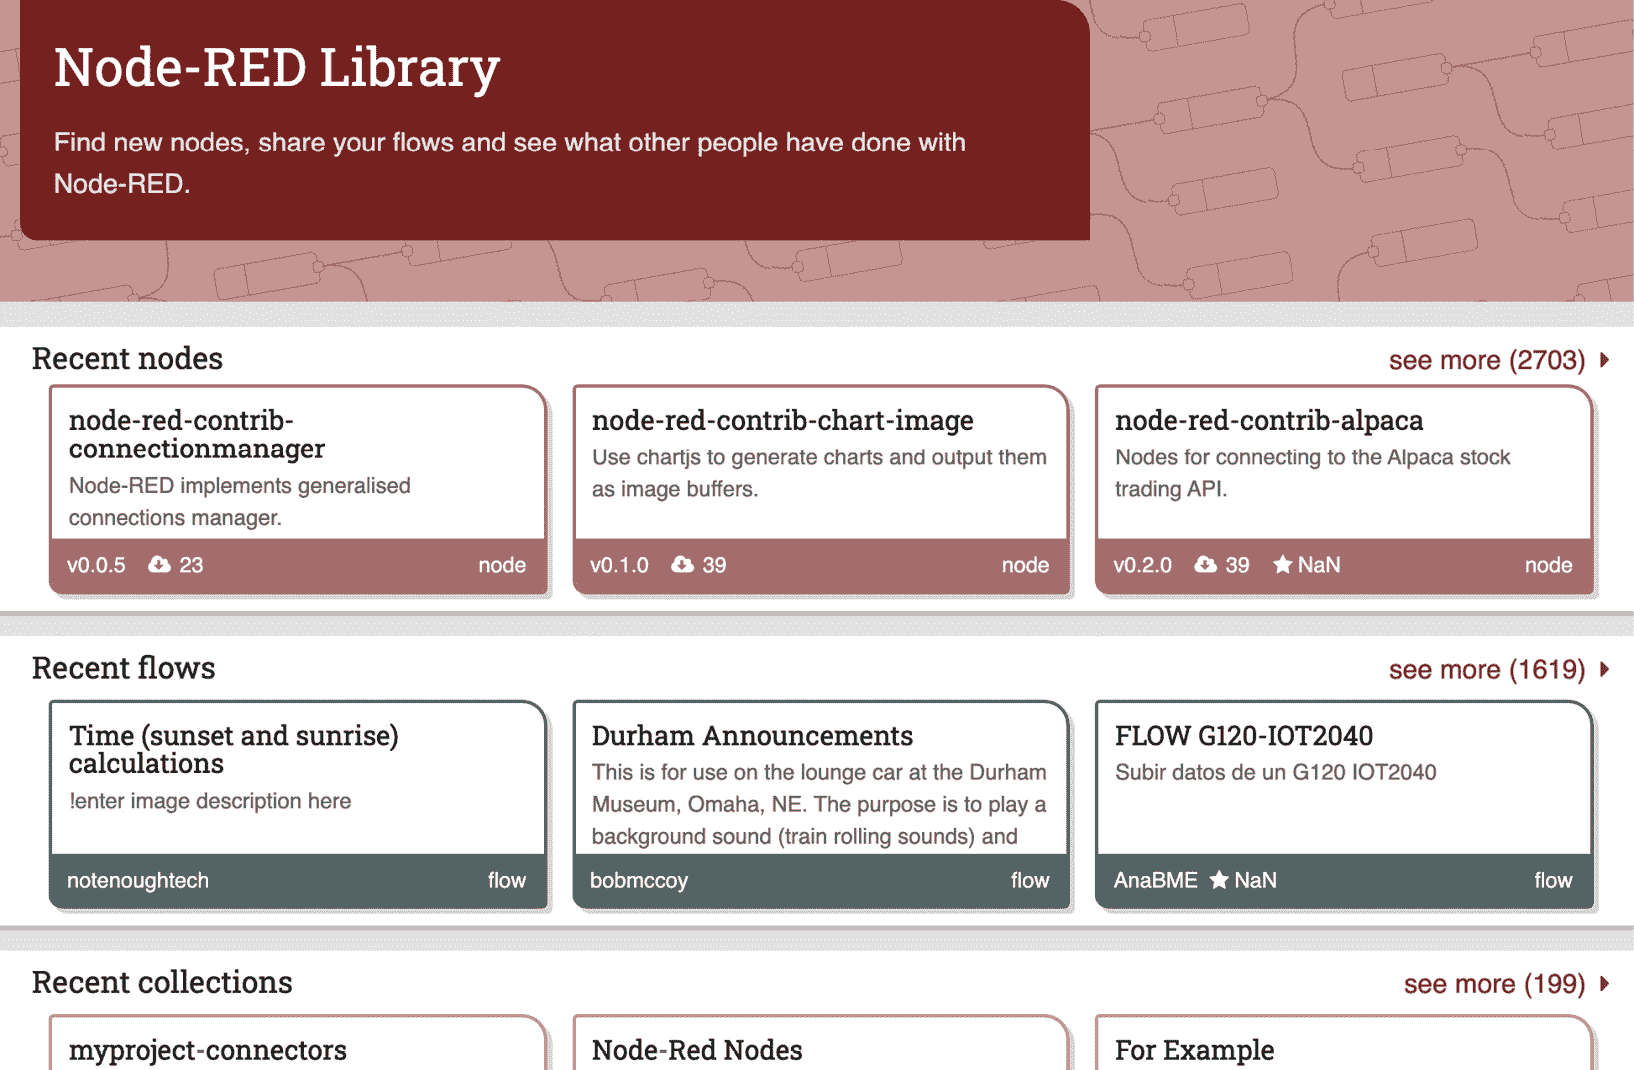 Node-RED Library
Find new nodes, share your flows and see what other people have done with
Node-RED.
Recent nodes
see more (2703)
node-red-contrib-
connectionmanager
Node-RED implements generalised
connections manager.
v0.0.5 23 node
node-red-contrib-chart-image
Use chartjs to generate charts and output them
as image buffers.
v0.1.0 39 node
node-red-contrib-alpaca
Nodes for connecting to the Alpaca stock
trading API.
v0.2.0 39 NaN node
Recent flows
see more (1619)
Time (sunset and sunrise)
calculations
!enter image description here
notenoughtech flow
Durham Announcements
This is for use on the lounge car at the Durham
Museum, Omaha, NE. The purpose is to play a
background sound (train rolling sounds) and
bobmccoy flow
FLOW G120-IOT2040
Subir datos de un G120 IOT2040
AnaBME NaN flow
Recent collections
see more (199)
myproject-connectors
Node-Red Nodes
For Example